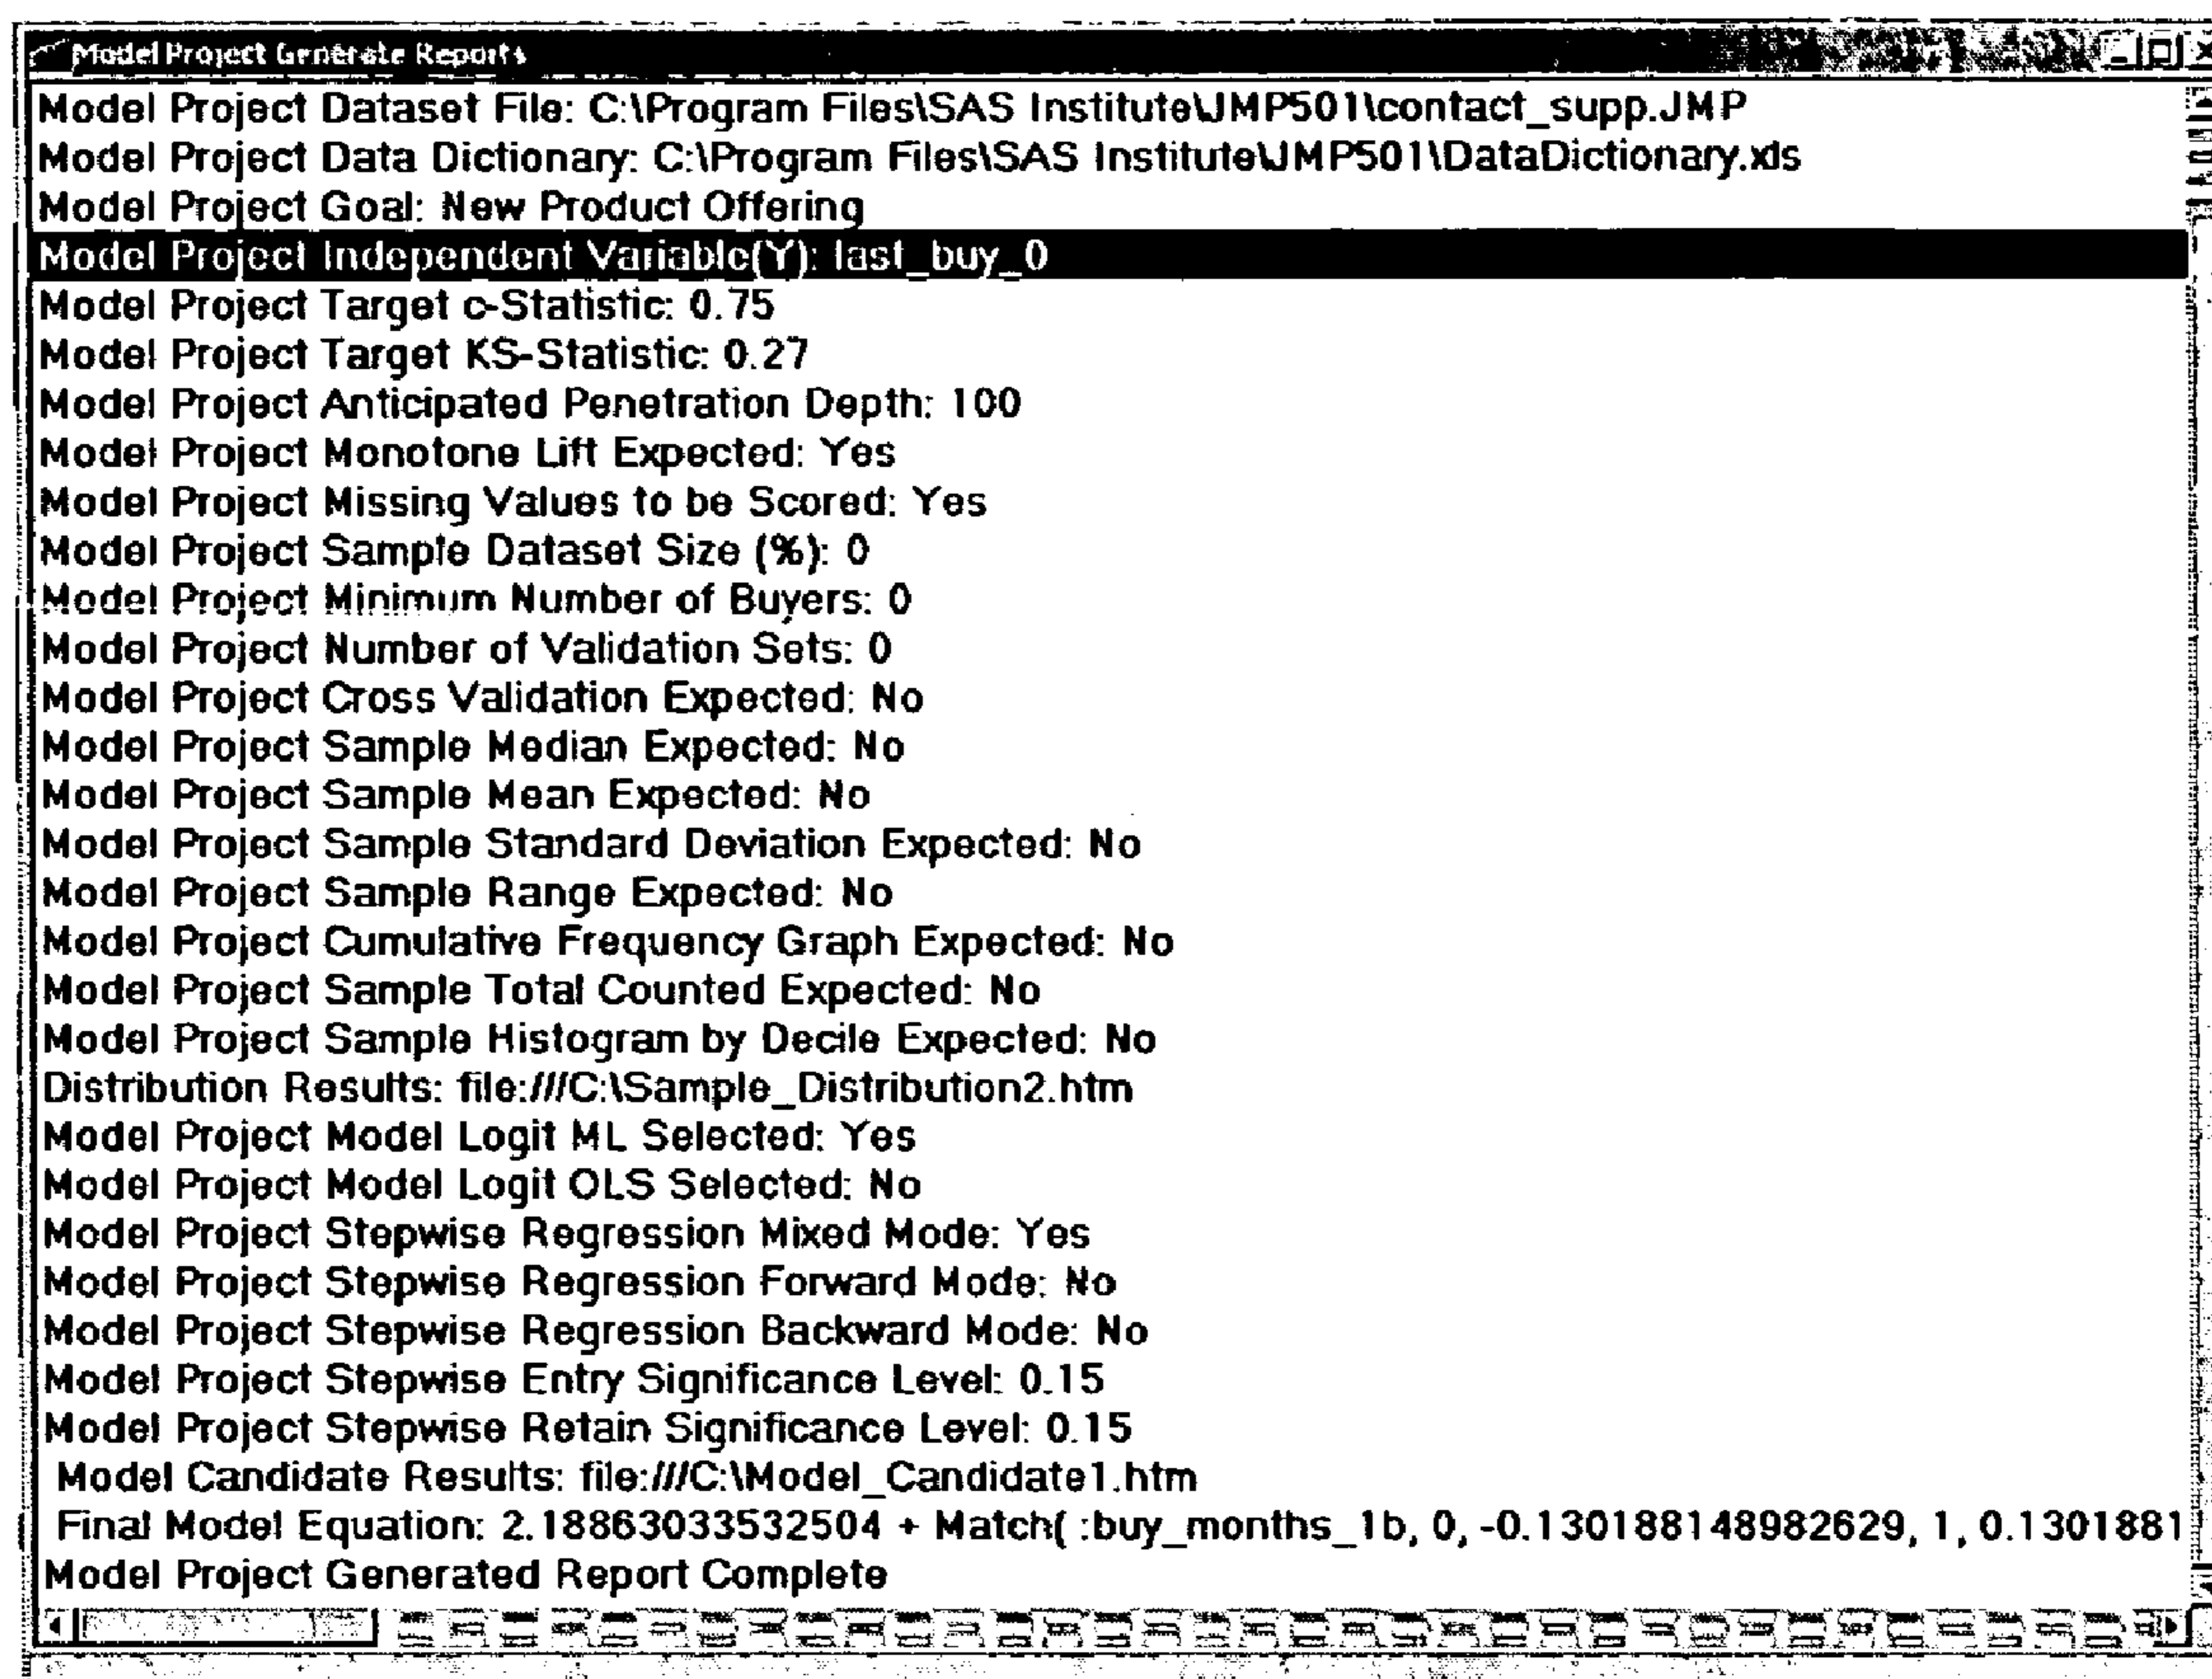 Model Project Generate Reports
Model Project Dataset File: C:\Program Files\SAS Institute\JMP501\contact_supp.JMP
Model Project Data Dictionary: C:\Program Files\SAS Institute\JMP501\DataDictionary.xls
Model Project Goal: New Product Offering
Model Project Independent Variable(Y): last_buy_0
Model Project Target c-Statistic: 0.75
Model Project Target KS-Statistic: 0.27
Model Project Anticipated Penetration Depth: 100
Model Project Monotone Lift Expected: Yes
Model Project Missing Values to be Scored: Yes
Model Project Sample Dataset Size (%): 0
Model Project Minimum Number of Buyers: 0
Model Project Number of Validation Sets: 0
Model Project Cross Validation Expected: No
Model Project Sample Median Expected: No
Model Project Sample Mean Expected: No
Model Project Sample Standard Deviation Expected: No
Model Project Sample Range Expected: No
Model Project Cumulative Frequency Graph Expected: No
Model Project Sample Total Counted Expected: No
Model Project Sample Histogram by Decile Expected: No
Distribution Results: file:///C:\Sample_Distribution2.htm
Model Project Model Logit ML Selected: Yes
Model Project Model Logit OLS Selected: No
Model Project Stepwise Regression Mixed Mode: Yes
Model Project Stepwise Regression Forward Mode: No
Model Project Stepwise Regression Backward Mode: No
Model Project Stepwise Entry Significance Level: 0.15
Model Project Stepwise Retain Significance Level: 0.15
Model Candidate Results: file:///C:\Model_Candidate1.htm
Final Model Equation: 2.18863033532504 + Match( :buy_months_1b, 0, -0.130188148982629, 1, 0.1301881
Model Project Generated Report Complete